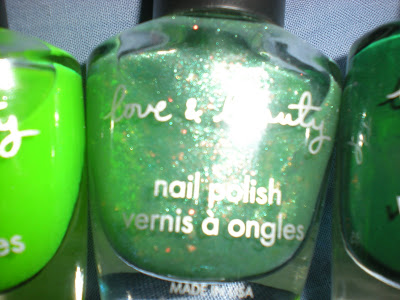 love & beauty
nail polish
vernis à ongles
MADE IN USA